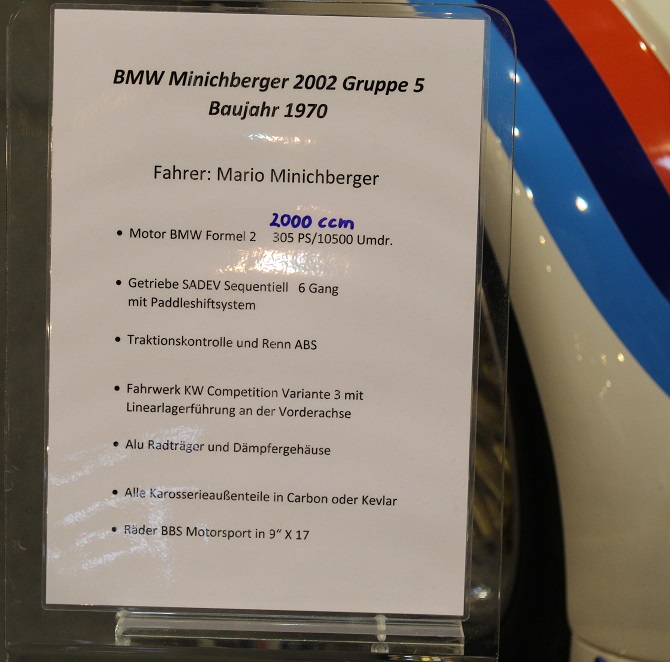 BMW Minichberger 2002 Gruppe 5
Baujahr 1970
Fahrer: Mario Minichberger
2000 ccm
• Motor BMW Formel 2 305 PS/10500 Umdr.
• Getriebe SADEV Sequentiell 6 Gang
mit Paddleshiftsystem
• Traktionskontrolle und Renn ABS
• Fahrwerk KW Competition Variante 3 mit
Linearlagerführung an der Vorderachse
• Alu Radträger und Dämpfergehäuse
• Alle Karosserieaußenteile in Carbon oder Kevlar
• Räder BBS Motorsport in 9“ X 17